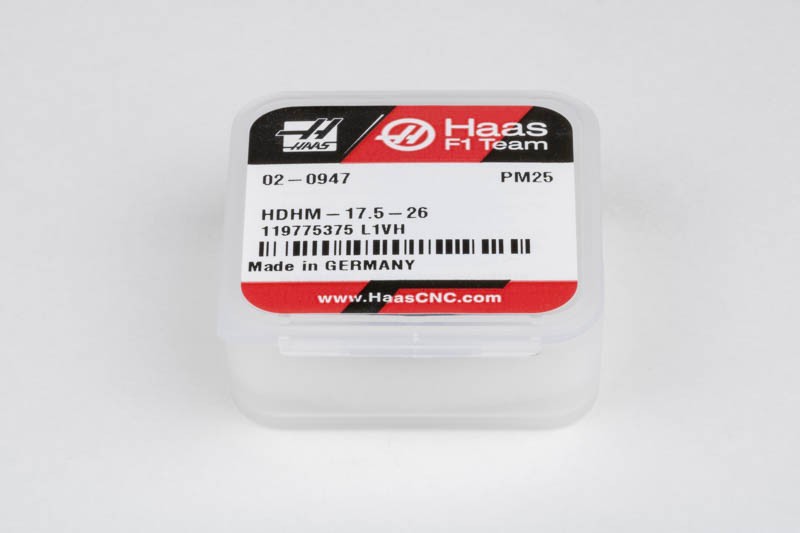 HAAS
Haas
F1 Team
02-0947 PM25
HDHM-17.5-26
119775375 L1VH
Made in GERMANY
www.HaasCNC.com